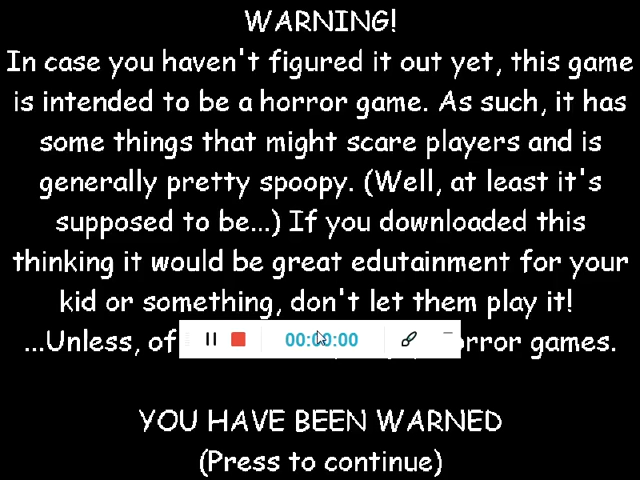 WARNING!
In case you haven't figured it out yet, this game
is intended to be a horror game. As such, it has
some things that might scare players and is
generally pretty spoopy. (Well, at least it's
supposed to be...) If you downloaded this
thinking it would be great edutainment for your
kid or something, don't let them play it!
...Unless, of horror games.
00:00:00
YOU HAVE BEEN WARNED
(Press to continue)